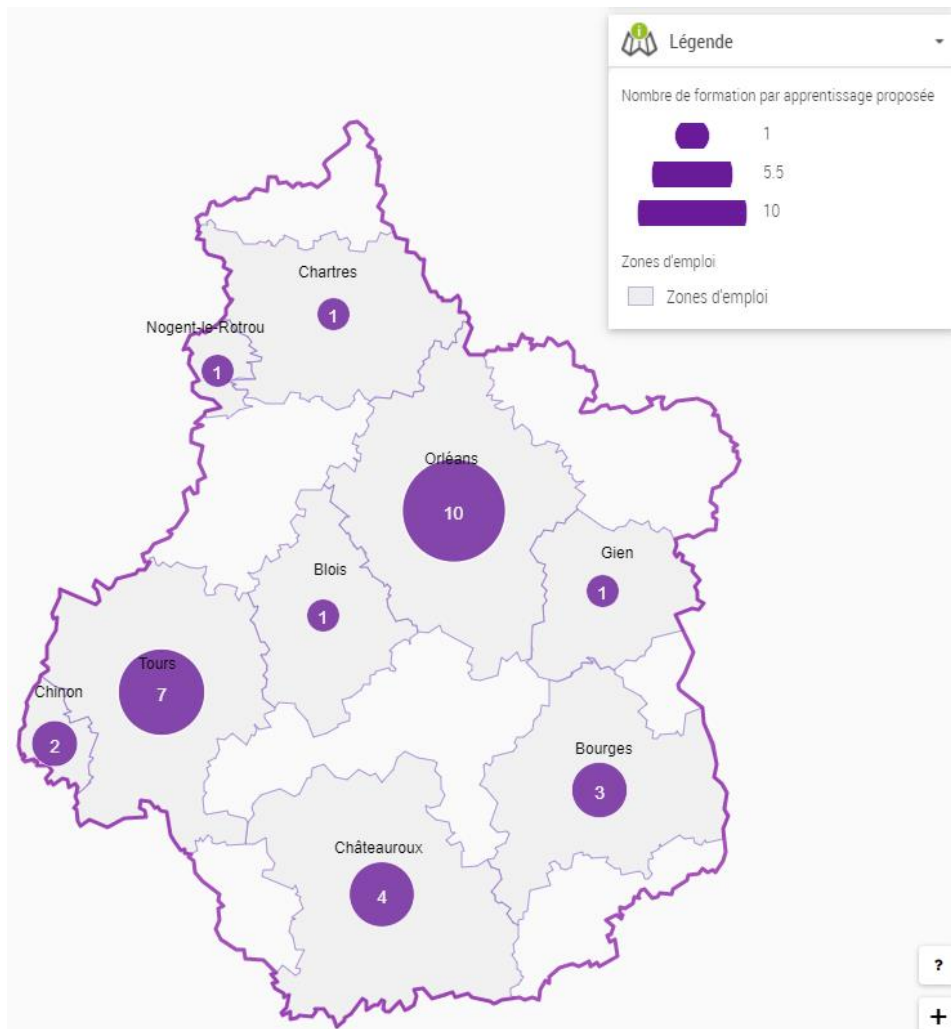 Légende
Nombre de formation par apprentissage proposée
1
5.5
10
Zones d'emploi
Zones d'emploi
Chartres
1
Nogent-le-Rotrou
1
Orléans
10
Gien
1
Blois
1
Tours
7
Chinon
2
Bourges
3
Châteauroux
4
?
+